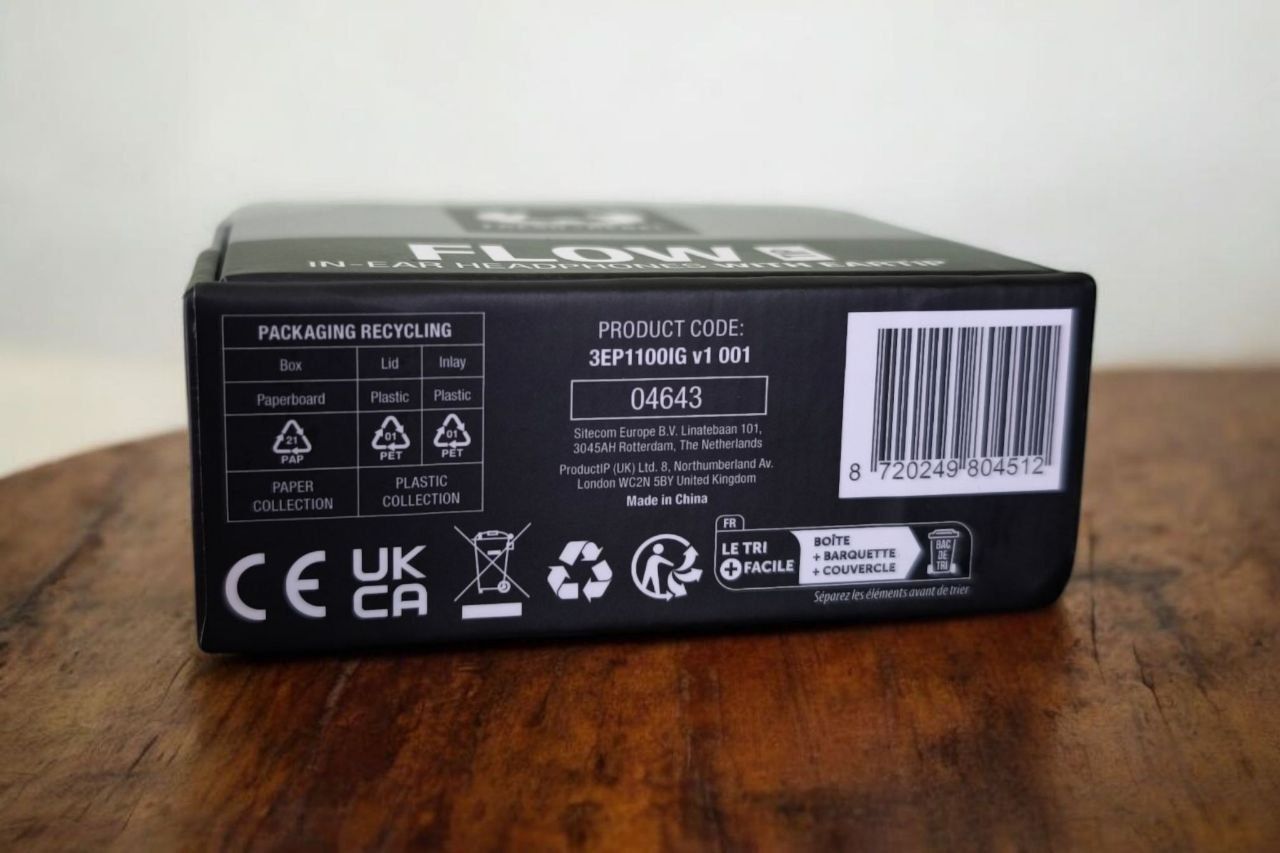 FLOW
IN-EAR HEADPHONES WITH EARTIP
PACKAGING RECYCLING
Box Lid Inlay
Paperboard Plastic Plastic
21 01 01
PAP PET PET
PAPER COLLECTION
PLASTIC COLLECTION
PRODUCT CODE:
3EP1100IG v1 001
04643
Sitecom Europe B.V. Linatebaan 101,
3045AH Rotterdam, The Netherlands
ProductIP (UK) Ltd. 8, Northumberland Av.
London WC2N 5BY United Kingdom
Made in China
8 720249 804512
CE
UK
CA
FR
LE TRI
+ FACILE
BOÎTE
+ BARQUETTE
+ COUVERCLE
BAC
DE
TRI
Séparez les éléments avant de trier